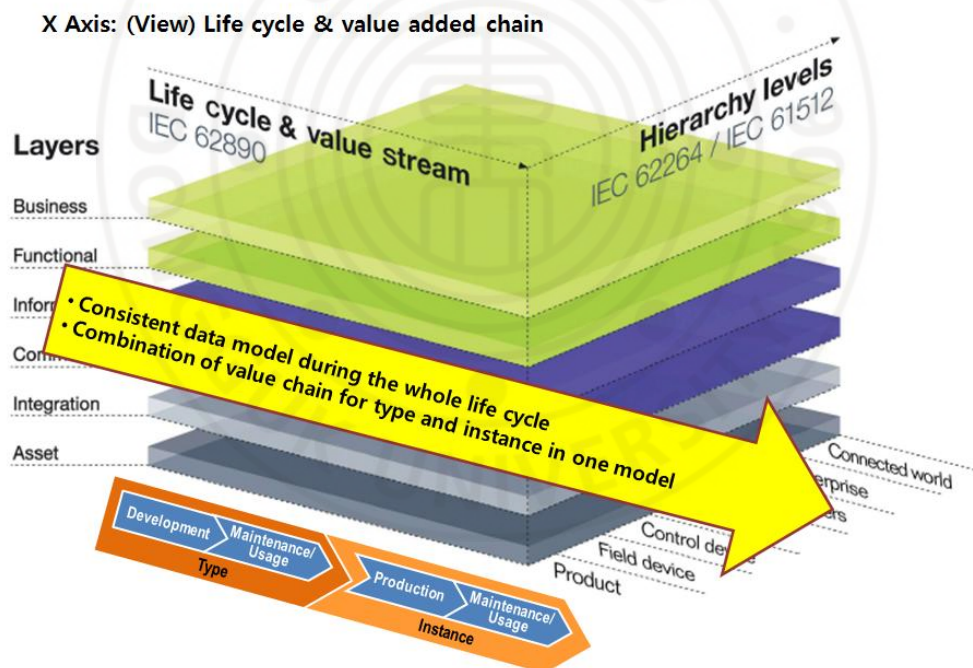 X Axis: (View) Life cycle & value added chain
Life cycle & value stream
IEC 62890
Hierarchy levels
IEC 62264 / IEC 61512
Layers
Business
Functional
Integration
Asset
• Consistent data model during the whole life cycle
• Combination of value chain for type and instance in one model
Connected world
Field device
Product
Development
Maintenance/
Usage
Type
Production
Maintenance/
Usage
Instance
UNIVERSITY
Control